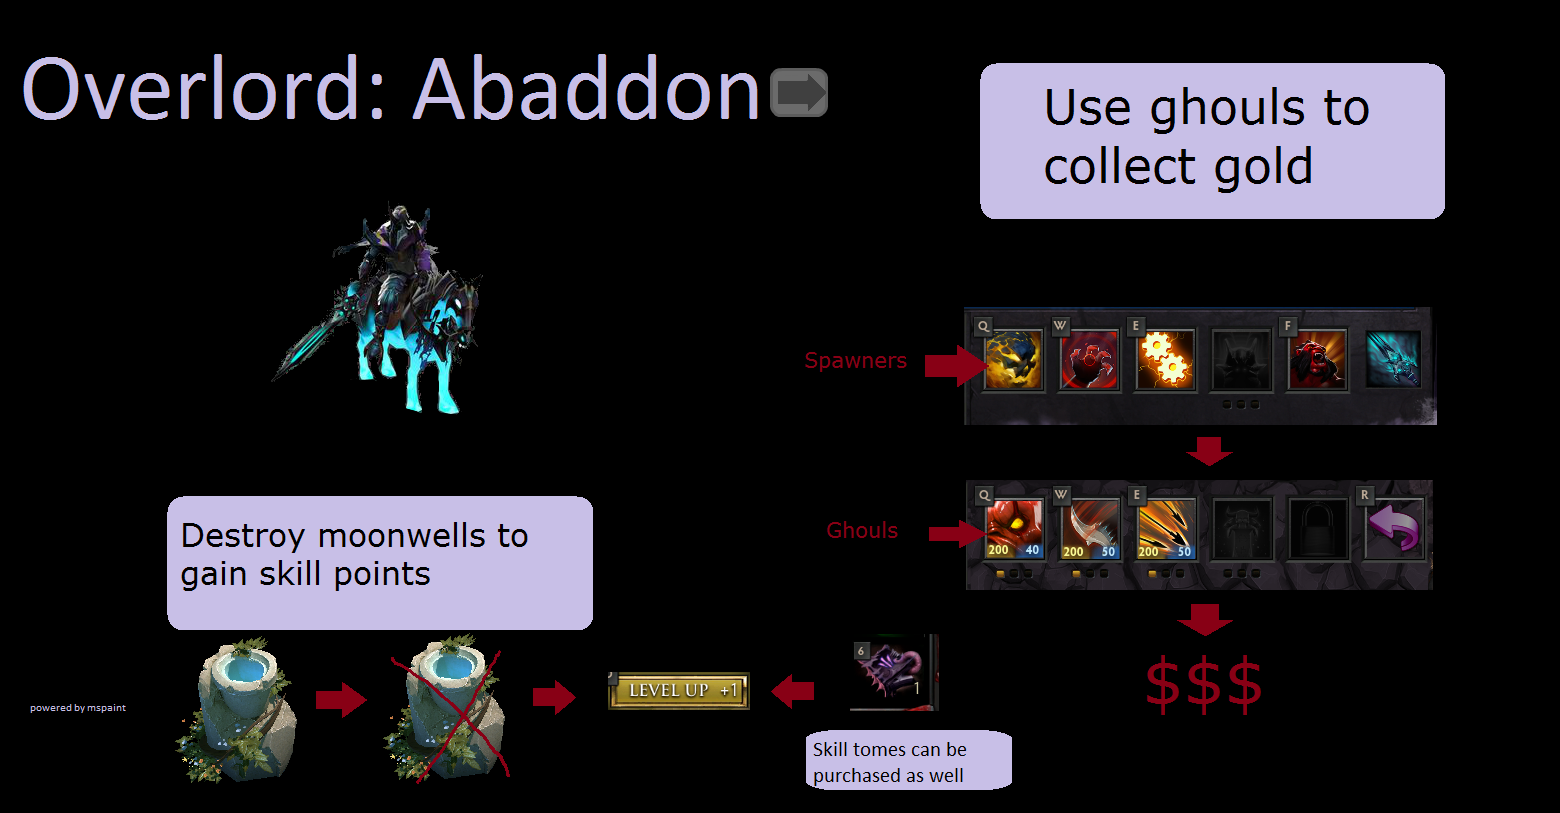 Overlord: Abaddon
Use ghouls to
collect gold
Spawners
Q W E F
Ghouls
Q W E R
200 40 200 50 200 50
$$$
Destroy moonwells to
gain skill points
LEVEL UP +1
6
1
Skill tomes can be
purchased as well
powered by mspaint